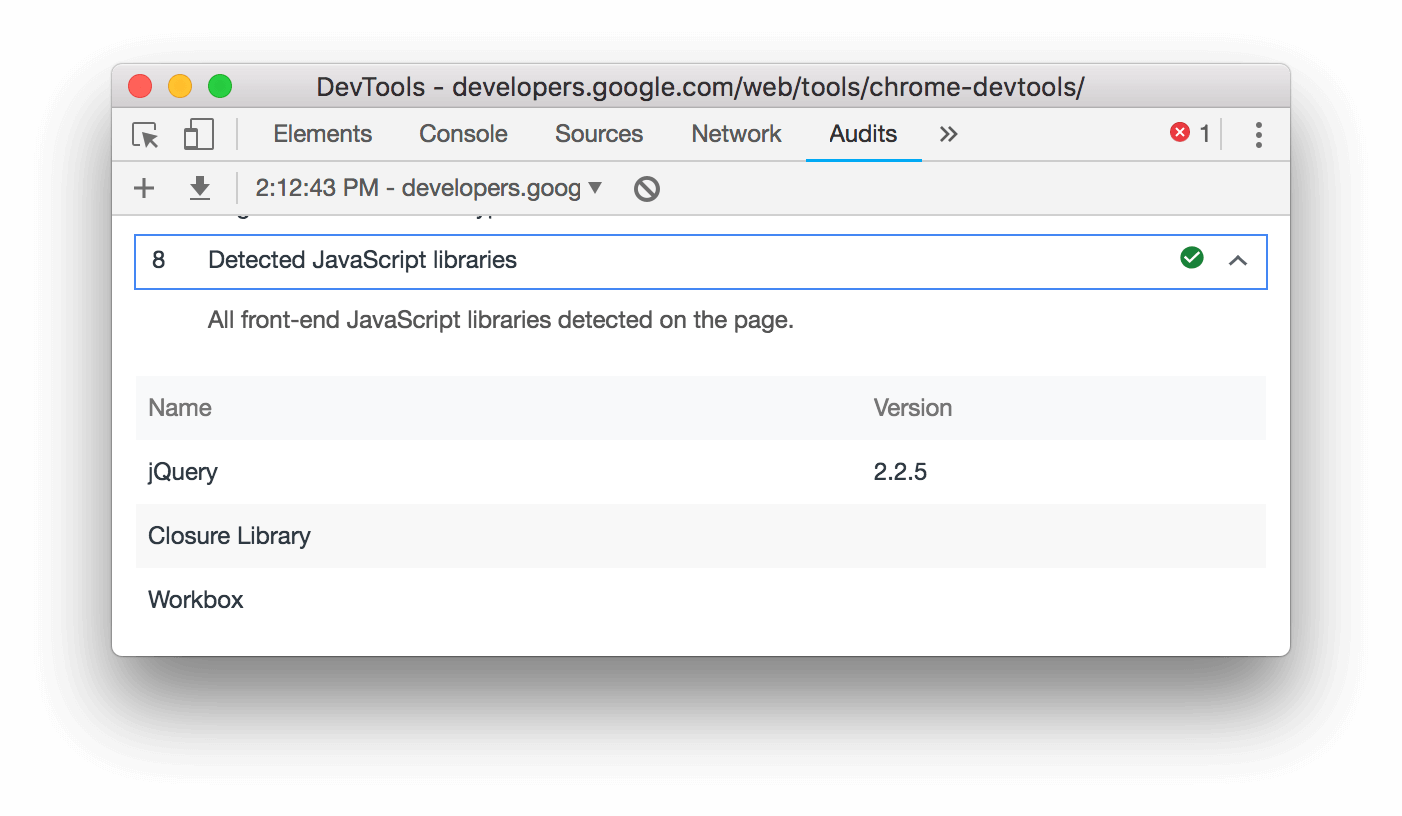 DevTools - developers.google.com/web/tools/chrome-devtools/
Elements Console Sources Network Audits » 1
2:12:43 PM - developers.goog
8 Detected JavaScript libraries
All front-end JavaScript libraries detected on the page.
Name Version
jQuery 2.2.5
Closure Library
Workbox